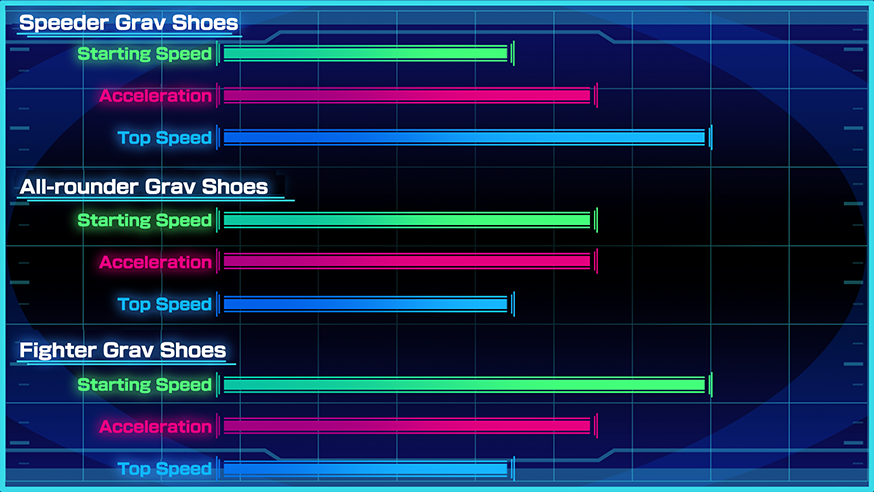 Speeder Grav Shoes
Starting Speed
Acceleration
Top Speed
All-rounder Grav Shoes
Starting Speed
Acceleration
Top Speed
Fighter Grav Shoes
Starting Speed
Acceleration
Top Speed